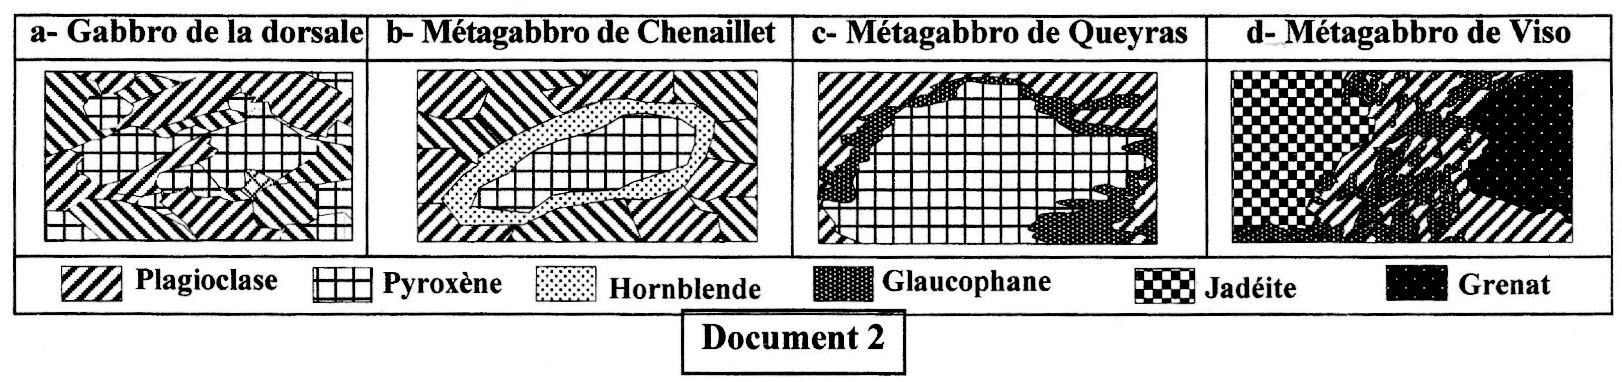 a- Gabbro de la dorsale
b- Métagabbro de Chenaillet
c- Métagabbro de Queyras
d- Métagabbro de Viso
Plagioclase
Pyroxène
Hornblende
Glaucophane
Jadéite
Grenat
Document 2